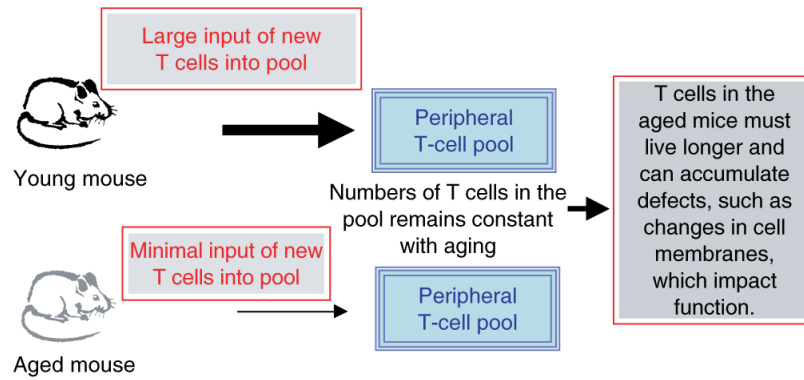 Large input of new
T cells into pool
Young mouse
Peripheral
T-cell pool
Numbers of T cells in the
pool remains constant
with aging
Minimal input of new
T cells into pool
Aged mouse
Peripheral
T-cell pool
T cells in the
aged mice must
live longer and
can accumulate
defects, such as
changes in cell
membranes,
which impact
function.